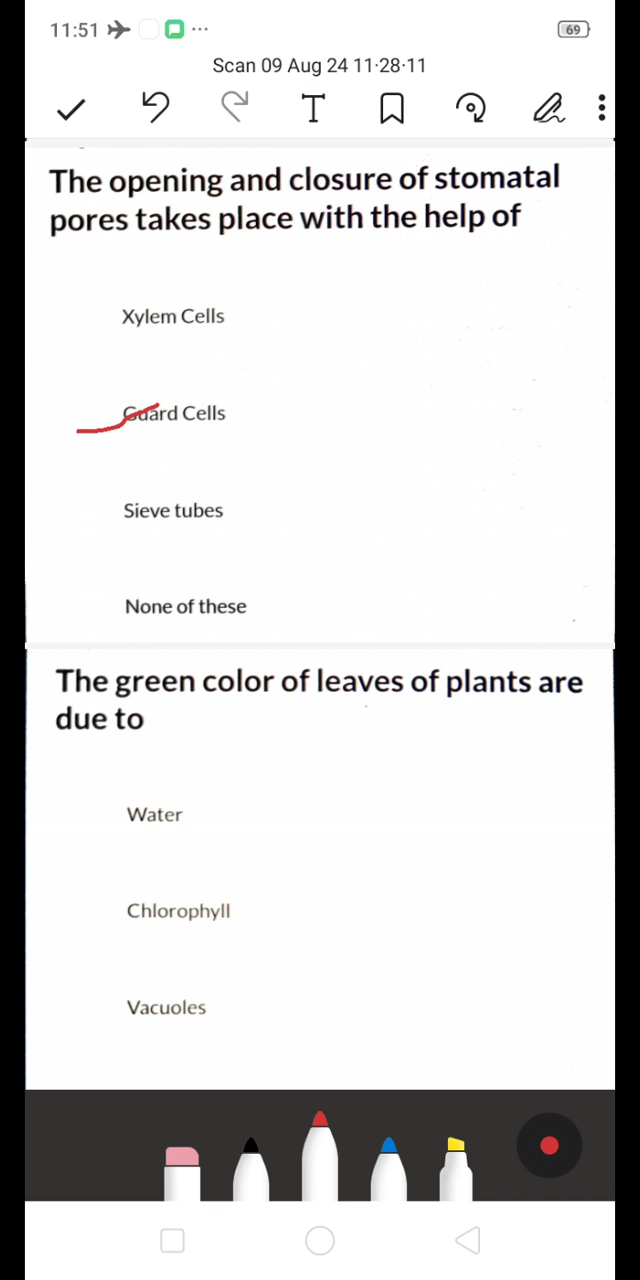 11:51
69
Scan 09 Aug 24 11·28·11
T
The opening and closure of stomatal
pores takes place with the help of
Xylem Cells
Guard Cells
Sieve tubes
None of these
The green color of leaves of plants are
due to
Water
Chlorophyll
Vacuoles